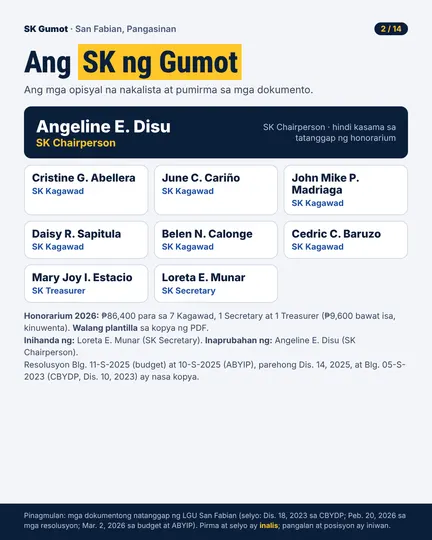 SK Gumot · San Fabian, Pangasinan
2 / 14
Ang SK ng Gumot
Ang mga opisyal na nakalista at pumirma sa mga dokumento.
Angeline E. Disu
SK Chairperson
SK Chairperson · hindi kasama sa
tatanggap ng honorarium
Cristine G. Abellera
SK Kagawad
June C. Cariño
SK Kagawad
John Mike P.
Madriaga
SK Kagawad
Daisy R. Sapitula
SK Kagawad
Belen N. Calonge
SK Kagawad
Cedric C. Baruzo
SK Kagawad
Mary Joy I. Estacio
SK Treasurer
Loreta E. Munar
SK Secretary
Honorarium 2026: ₱86,400 para sa 7 Kagawad, 1 Secretary at 1 Treasurer (₱9,600 bawat isa,
kinuwenta). Walang plantilla sa kopya ng PDF.
Inihanda ng: Loreta E. Munar (SK Secretary). Inaprubahan ng: Angeline E. Disu (SK
Chairperson).
Resolusyon Blg. 11-S-2025 (budget) at 10-S-2025 (ABYIP), parehong Dis. 14, 2025, at Blg. 05-S-
2023 (CBYDP, Dis. 10, 2023) ay nasa kopya.
Pinagmulan: mga dokumentong natanggap ng LGU San Fabian (selyo: Dis. 18, 2023 sa CBYDP; Peb. 20, 2026 sa
mga resolusyon; Mar. 2, 2026 sa budget at ABYIP). Pirma at selyo ay inalis; pangalan at posisyon ay iniwan.